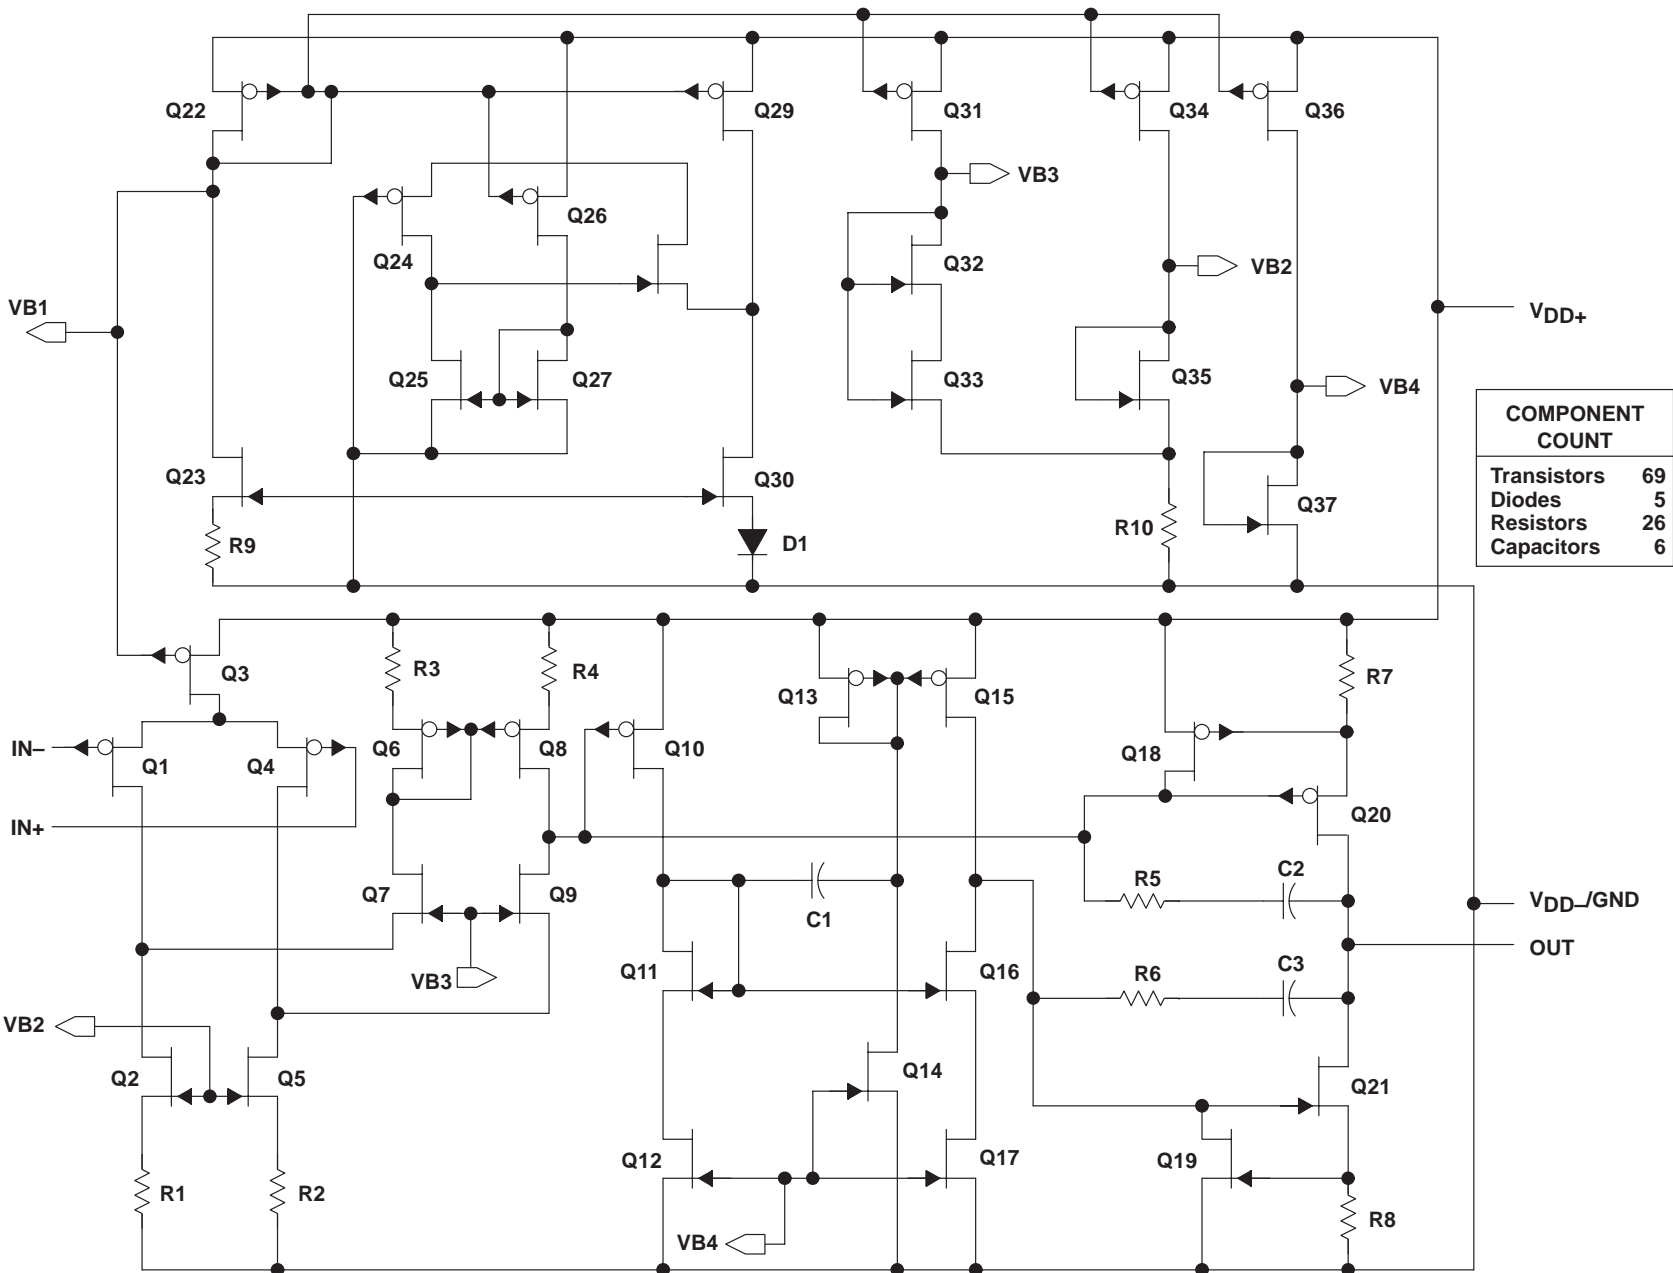 Q22
Q29
Q31
Q34
Q36
VB3
Q26
Q24
Q32
VB2
VB1
VDD+
Q25
Q27
Q33
Q35
VB4
COMPONENT
COUNT
Transistors 69
Diodes 5
Resistors 26
Capacitors 6
Q23
Q30
Q37
R9
D1
R10
Q3
R3
R4
Q13
Q15
R7
IN–
Q1
Q4
Q6
Q8
Q10
Q18
IN+
Q20
R5
C2
Q7
Q9
C1
VDD–/GND
OUT
VB3
Q11
Q16
R6
C3
VB2
Q2
Q5
Q14
Q21
Q12
Q17
Q19
R1
R2
R8
VB4